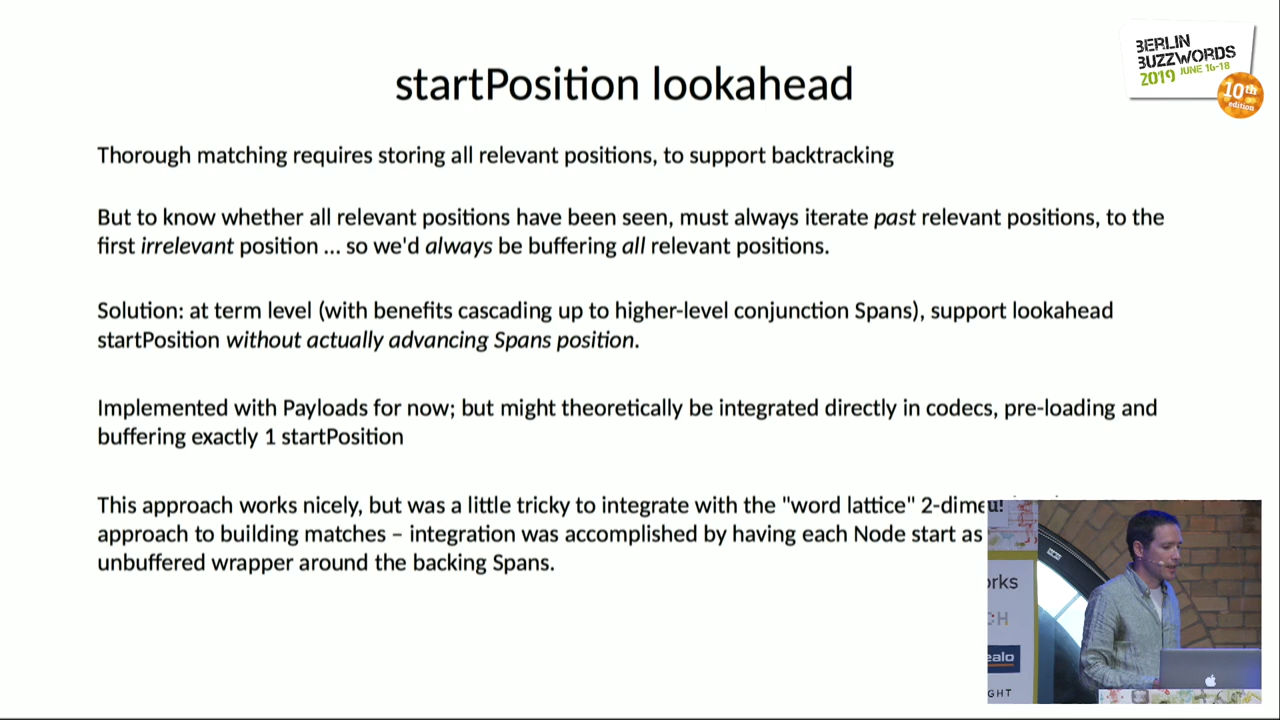 BERLIN
BUZZWORDS
2019 JUNE 16-18
10th
edition
startPosition lookahead
Thorough matching requires storing all relevant positions, to support backtracking
But to know whether all relevant positions have been seen, must always iterate past relevant positions, to the
first irrelevant position ... so we'd always be buffering all relevant positions.
Solution: at term level (with benefits cascading up to higher-level conjunction Spans), support lookahead
startPosition without actually advancing Spans position.
Implemented with Payloads for now; but might theoretically be integrated directly in codecs, pre-loading and
buffering exactly 1 startPosition
This approach works nicely, but was a little tricky to integrate with the "word lattice"
approach to building matches – integration was accomplished by having each Node start as
unbuffered wrapper around the backing Spans.